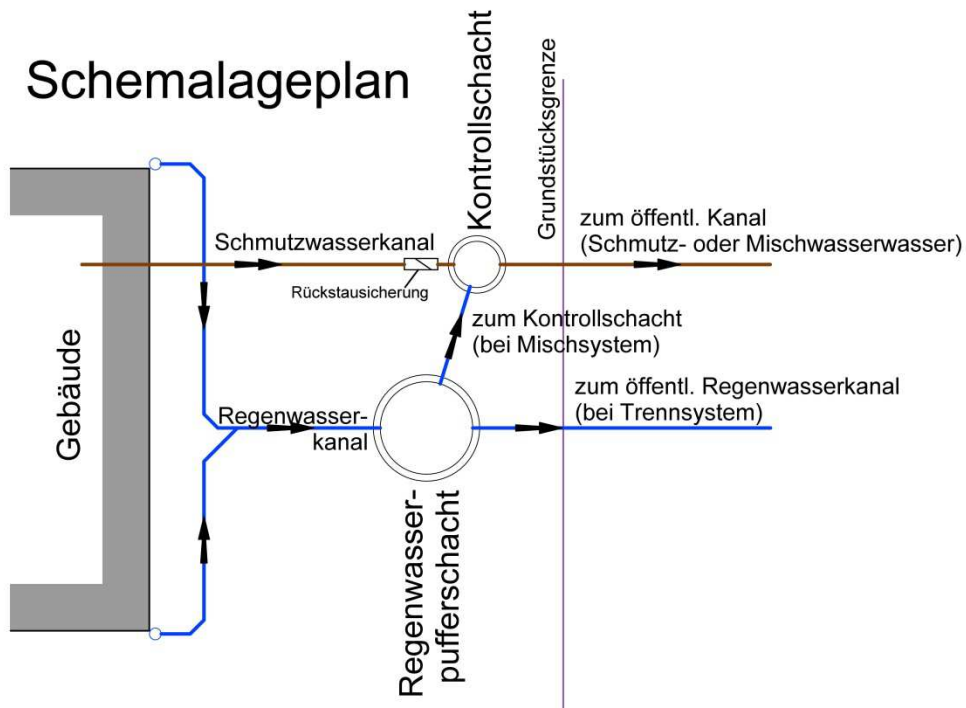 Schemalageplan
Kontrollschacht
Grundstücksgrenze
zum öffentl. Kanal
(Schmutz- oder Mischwasserwasser)
Schmutzwasserkanal
Rückstausicherung
zum Kontrollschacht
(bei Mischsystem)
Gebäude
zum öffentl. Regenwasserkanal
(bei Trennsystem)
Regenwasser-
kanal
Regenwasser-
pufferschacht